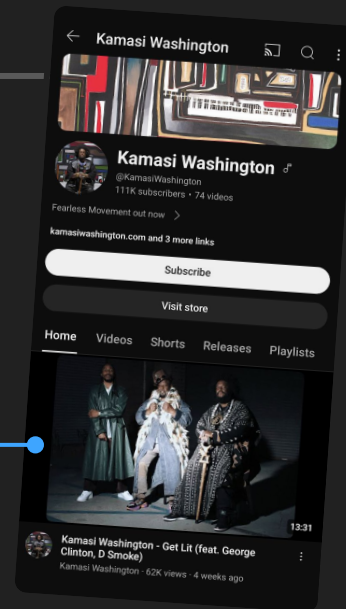 Kamasi Washington
Kamasi Washington
@KamasiWashington
111K subscribers • 74 videos
Fearless Movement out now
kamasiwashington.com and 3 more links
Subscribe
Visit store
Home Videos Shorts Releases Playlists
13:31
Kamasi Washington - Get Lit (feat. George
Clinton, D Smoke)
Kamasi Washington · 62K views · 4 weeks ago